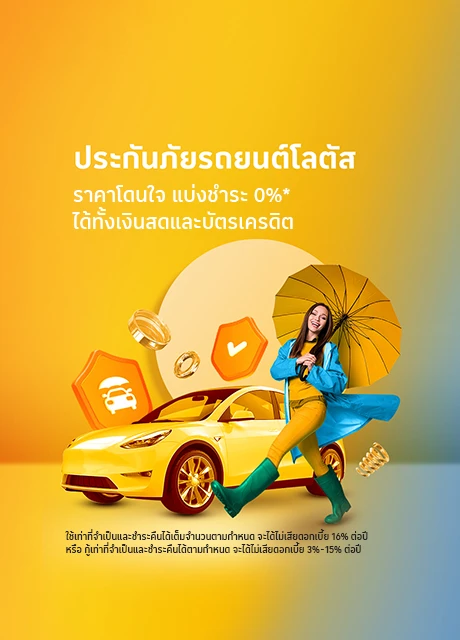 ประกันภัยรถยนต์โลตัส
ราคาโดนใจ แบ่งชำระ 0%*
ได้ทั้งเงินสดและบัตรเครดิต
ใช้เท่าที่จำเป็นและชำระคืนได้เต็มจำนวนตามกำหนด จะได้ไม่เสียดอกเบี้ย 16% ต่อปี
หรือ กู้เท่าที่จำเป็นและชำระคืนได้ตามกำหนด จะได้ไม่เสียดอกเบี้ย 3%-15% ต่อปี